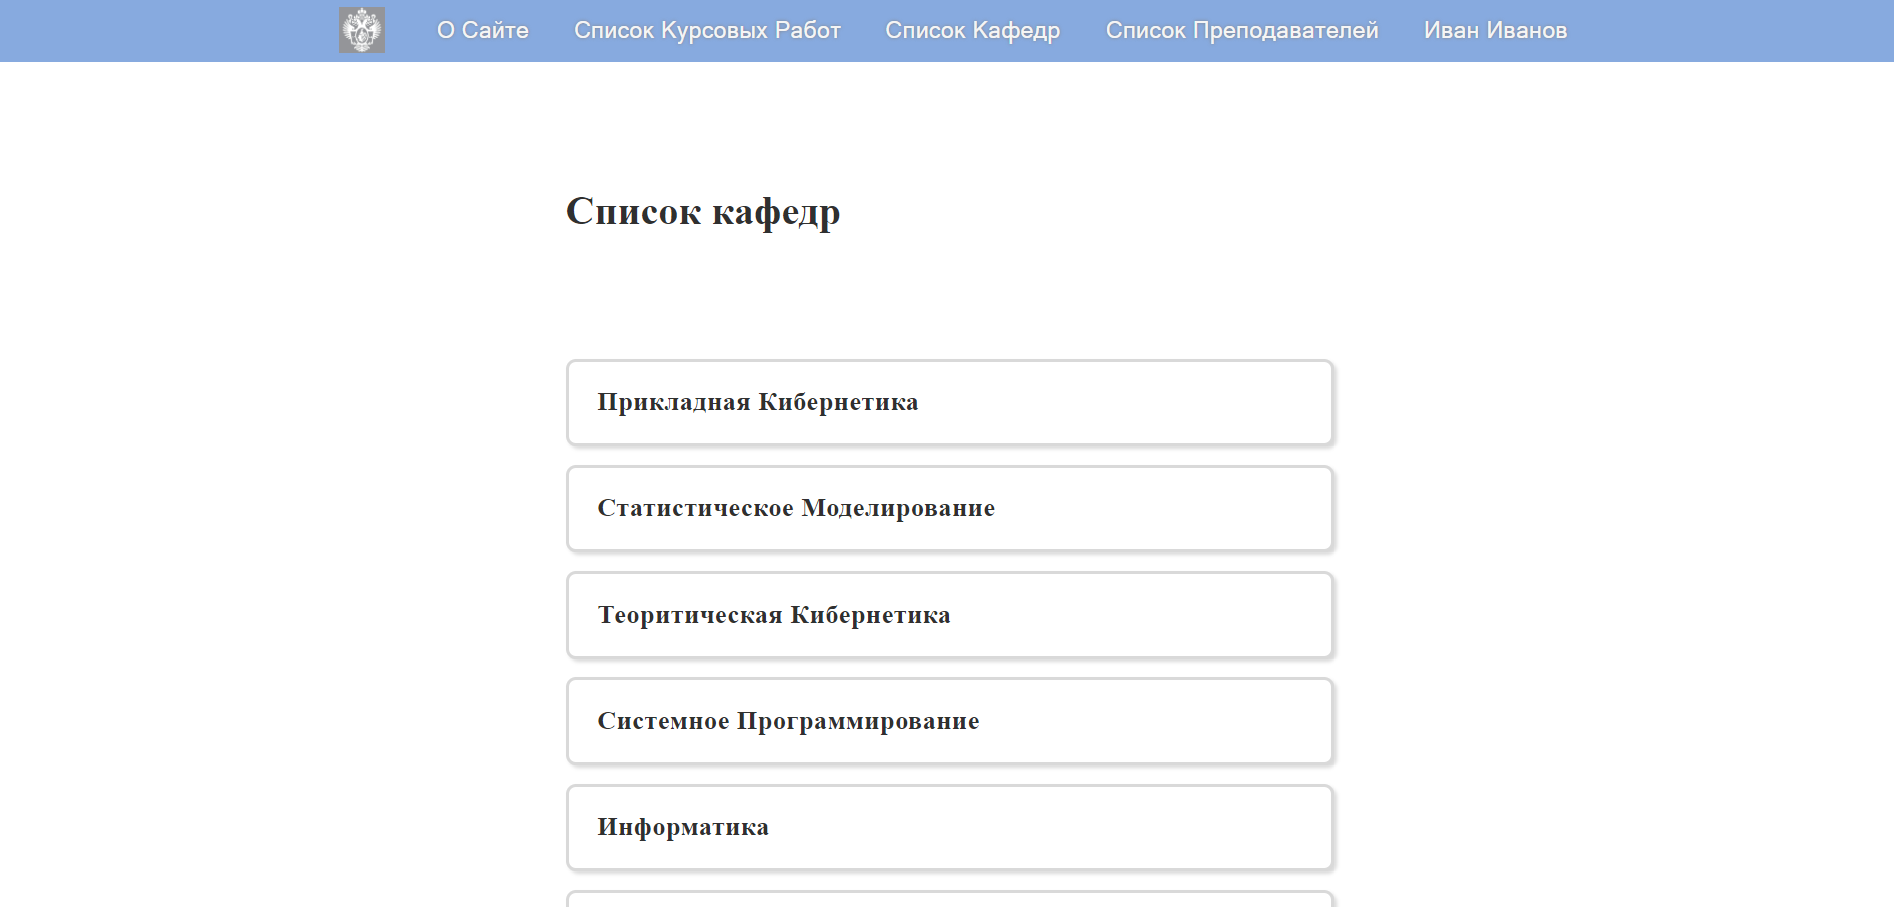 О Сайте Список Курсовых Работ Список Кафедр Список Преподавателей Иван Иванов
Список кафедр
Прикладная Кибернетика
Статистическое Моделирование
Теоритическая Кибернетика
Системное Программирование
Информатика